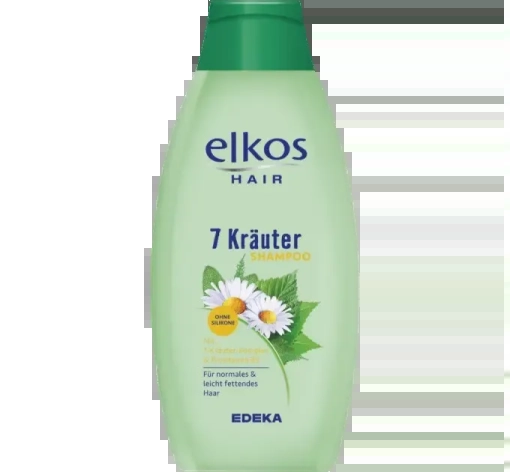 elkos
HAIR
7 Kräuter
SHAMPOO
OHNE
SILIKONE
Für normales &
leicht fettendes
Haar
EDEKA